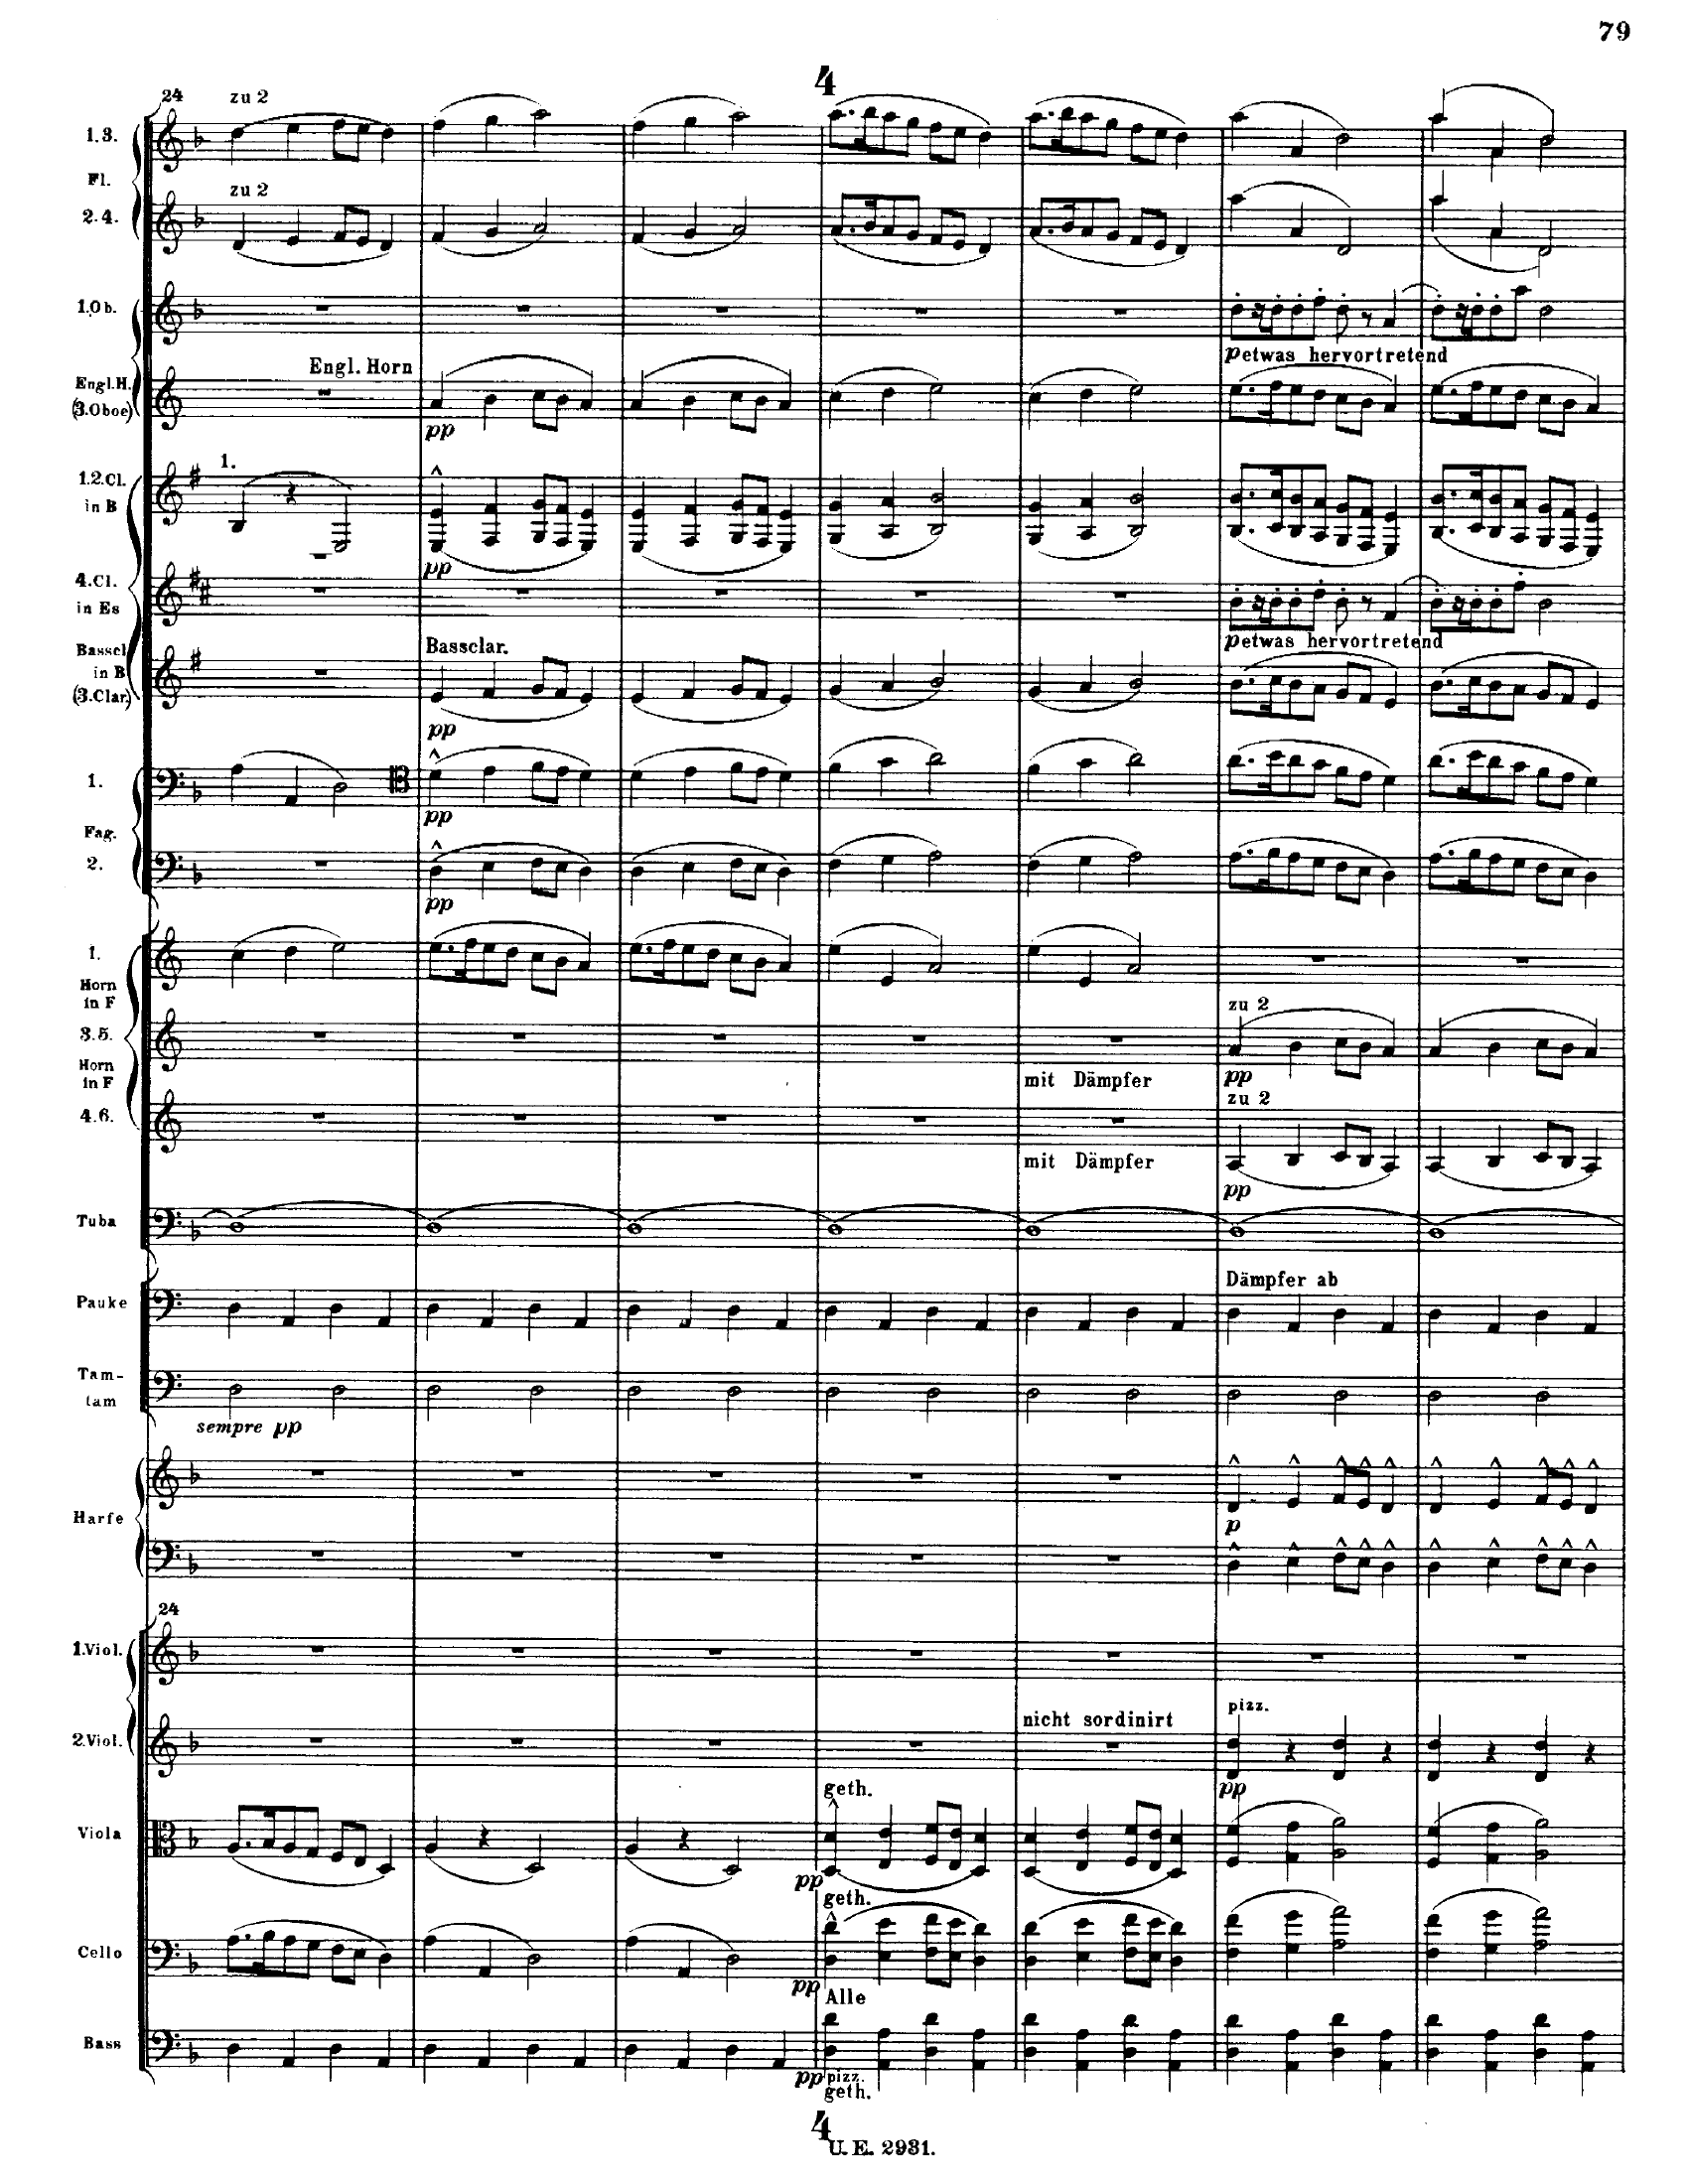 79
4
24
zu 2
1.3.
Fl.
zu 2
2.4.
1.Ob.
p etwas hervortretend
Engl. Horn
Engl.H.
(3.Oboe)
pp
1.
1.2.Cl.
in B
pp
4.Cl.
in Es
p etwas hervortretend
Bassclar.
Basscl.
in B
(3.Clar.)
pp
1.
pp
Fag.
2.
pp
1.
Horn
in F
zu 2
3.5.
mit Dämpfer
pp
Horn
in F
zu 2
4.6.
mit Dämpfer
pp
Tuba
Dämpfer ab
Pauke
Tam-
tam
sempre pp
Harfe
p
24
1.Viol.
nicht sordinirt
pizz.
2.Viol.
pp
geth.
Viola
pp
geth.
Cello
pp
Alle
Bass
pp pizz.
geth.
4
U. E. 2931.